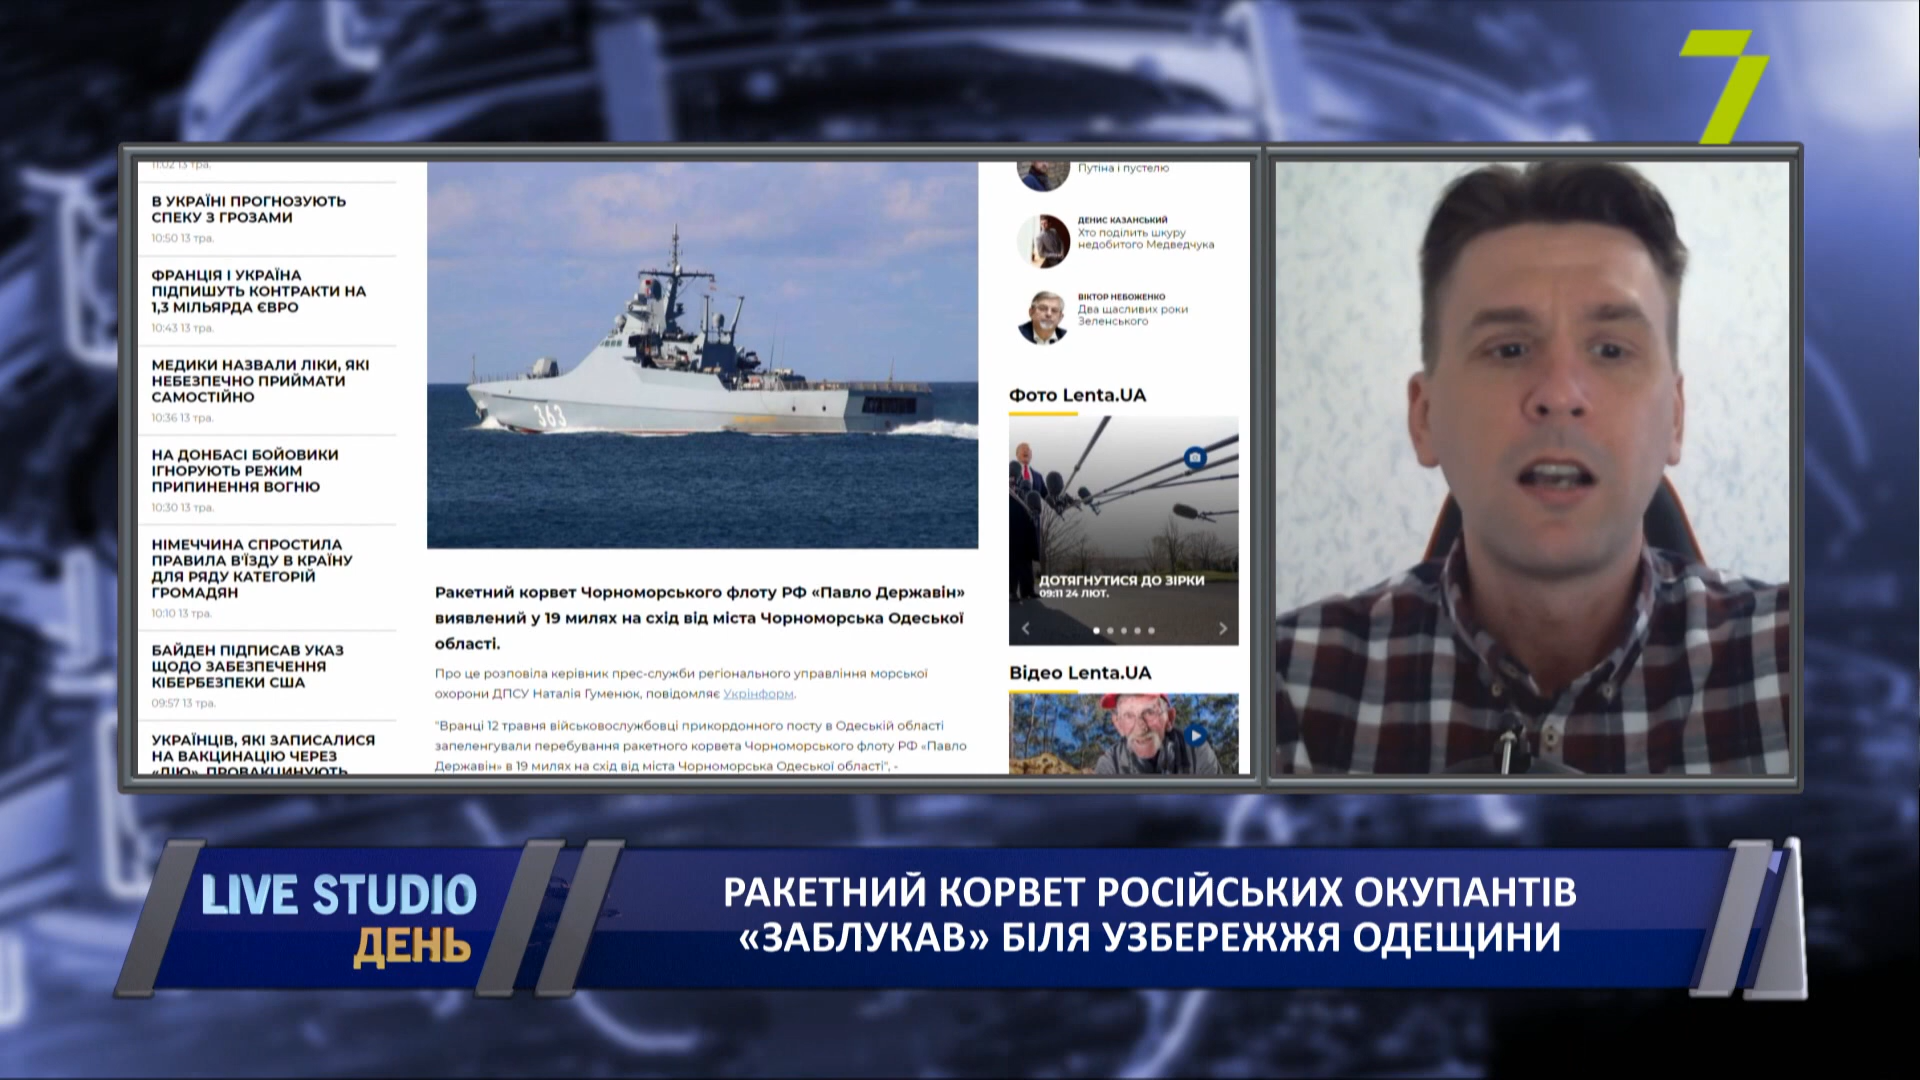 7
11:02 13 тра.
В УКРАЇНІ ПРОГНОЗУЮТЬ
СПЕКУ З ГРОЗАМИ
10:50 13 тра.
ФРАНЦІЯ І УКРАЇНА
ПІДПИШУТЬ КОНТРАКТИ НА
1,3 МІЛЬЯРДА ЄВРО
10:43 13 тра.
МЕДИКИ НАЗВАЛИ ЛІКИ, ЯКІ
НЕБЕЗПЕЧНО ПРИЙМАТИ
САМОСТІЙНО
10:36 13 тра.
НА ДОНБАСІ БОЙОВИКИ
ІГНОРУЮТЬ РЕЖИМ
ПРИПИНЕННЯ ВОГНЮ
10:30 13 тра.
НІМЕЧЧИНА СПРОСТИЛА
ПРАВИЛА В'ЇЗДУ В КРАЇНУ
ДЛЯ РЯДУ КАТЕГОРІЙ
ГРОМАДЯН
10:10 13 тра.
БАЙДЕН ПІДПИСАВ УКАЗ
ЩОДО ЗАБЕЗПЕЧЕННЯ
КІБЕРБЕЗПЕКИ США
09:57 13 тра.
УКРАЇНЦІВ, ЯКІ ЗАПИСАЛИСЯ
НА ВАКЦИНАЦІЮ ЧЕРЕЗ
«ДІЮ», ПРОВАКЦИНУЮТЬ
363
Ракетний корвет Чорноморського флоту РФ «Павло Державін»
виявлений у 19 милях на схід від міста Чорноморська Одеської
області.
Про це розповіла керівник прес-служби регіонального управління морської
охорони ДПСУ Наталія Гуменюк, повідомляє Укрінформ.
"Вранці 12 травня військовослужбовці прикордонного посту в Одеській області
запеленгували перебування ракетного корвета Чорноморського флоту РФ «Павло
Державін» в 19 милях на схід від міста Чорноморська Одеської області", -
Путіна і пустелю
ДЕНИС КАЗАНСЬКИЙ
Хто поділить шкуру
недобитого Медведчука
ВІКТОР НЕБОЖЕНКО
Два щасливих роки
Зеленського
Фото Lenta.UA
ДОТЯГНУТИСЯ ДО ЗІРКИ
09:11 24 ЛЮТ.
Відео Lenta.UA
LIVE STUDIO
ДЕНЬ
РАКЕТНИЙ КОРВЕТ РОСІЙСЬКИХ ОКУПАНТІВ
«ЗАБЛУКАВ» БІЛЯ УЗБЕРЕЖЖЯ ОДЕЩИНИ